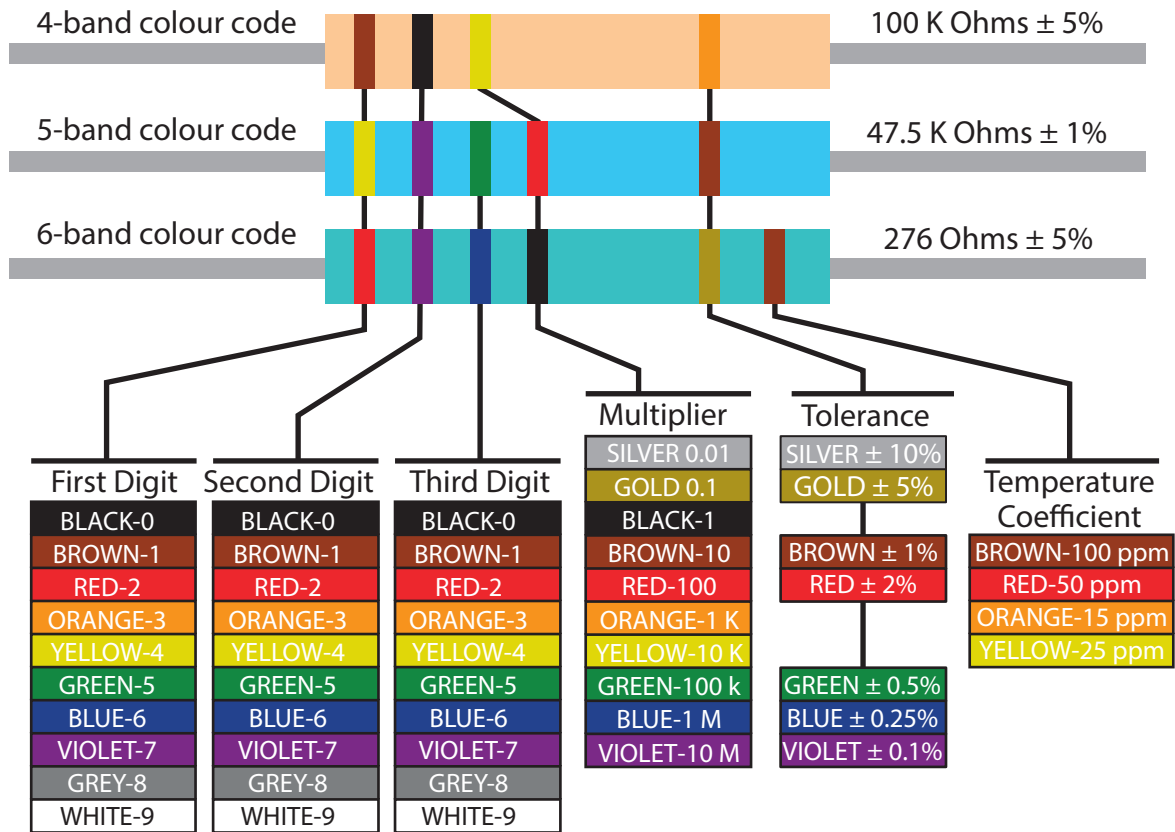 4-band colour code
100 K Ohms ± 5%
5-band colour code
47.5 K Ohms ± 1%
6-band colour code
276 Ohms ± 5%
First Digit
BLACK-0
BROWN-1
RED-2
ORANGE-3
YELLOW-4
GREEN-5
BLUE-6
VIOLET-7
GREY-8
WHITE-9
Second Digit
BLACK-0
BROWN-1
RED-2
ORANGE-3
YELLOW-4
GREEN-5
BLUE-6
VIOLET-7
GREY-8
WHITE-9
Third Digit
BLACK-0
BROWN-1
RED-2
ORANGE-3
YELLOW-4
GREEN-5
BLUE-6
VIOLET-7
GREY-8
WHITE-9
Multiplier
SILVER 0.01
GOLD 0.1
BLACK-1
BROWN-10
RED-100
ORANGE-1 K
YELLOW-10 K
GREEN-100 k
BLUE-1 M
VIOLET-10 M
Tolerance
SILVER ± 10%
GOLD ± 5%
BROWN ± 1%
RED ± 2%
GREEN ± 0.5%
BLUE ± 0.25%
VIOLET ± 0.1%
Temperature
Coefficient
BROWN-100 ppm
RED-50 ppm
ORANGE-15 ppm
YELLOW-25 ppm